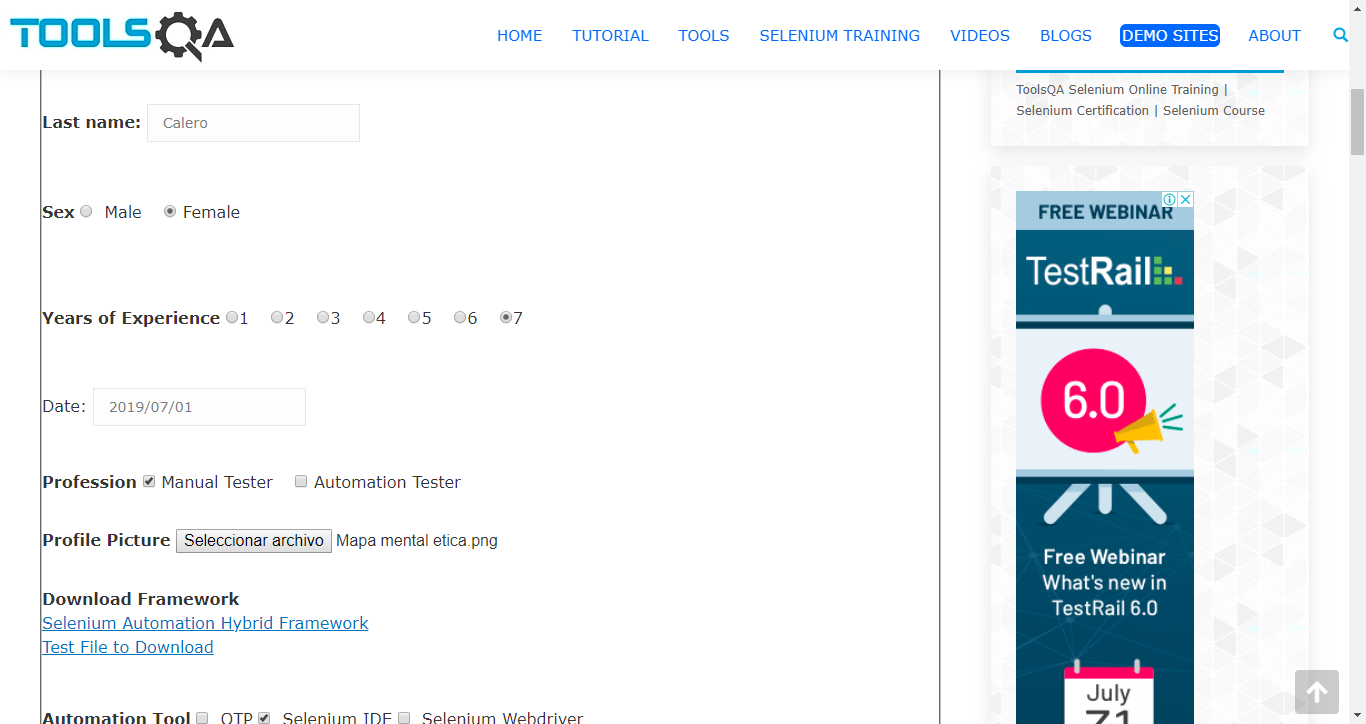 TOOLSQA
HOME TUTORIAL TOOLS SELENIUM TRAINING VIDEOS BLOGS DEMO SITES ABOUT
Last name: Calero
Sex Male Female
Years of Experience 1 2 3 4 5 6 7
Date: 2019/07/01
Profession Manual Tester Automation Tester
Profile Picture Seleccionar archivo Mapa mental etica.png
Download Framework
Selenium Automation Hybrid Framework
Test File to Download
Automation Tool QTP Selenium IDE Selenium Webdriver
ToolsQA Selenium Online Training |
Selenium Certification | Selenium Course
FREE WEBINAR
TestRail
6.0
Free Webinar
What's new in
TestRail 6.0
July
31